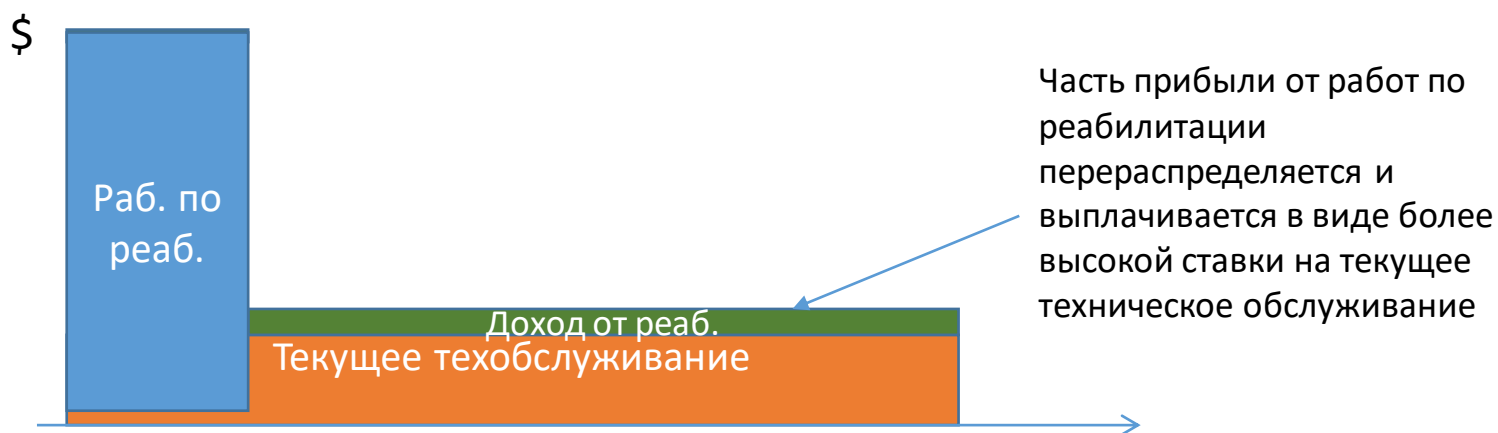 $
Раб. по
реаб.
Доход от реаб.
Текущее техобслуживание
Часть прибыли от работ по
реабилитации
перераспределяется и
выплачивается в виде более
высокой ставки на текущее
техническое обслуживание